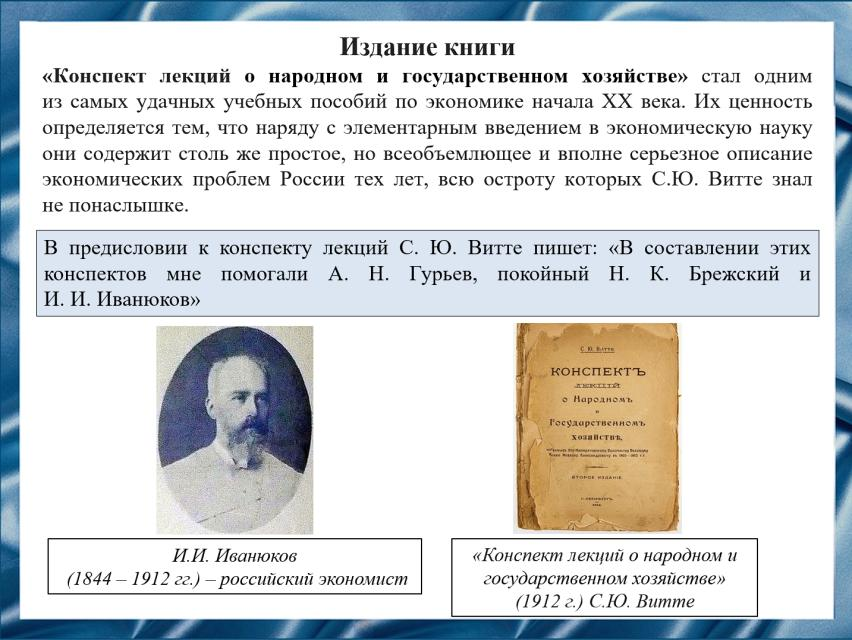 Издание книги
«Конспект лекций о народном и государственном хозяйстве» стал одним
из самых удачных учебных пособий по экономике начала XX века. Их ценность
определяется тем, что наряду с элементарным введением в экономическую науку
они содержит столь же простое, но всеобъемлющее и вполне серьезное описание
экономических проблем России тех лет, всю остроту которых С.Ю. Витте знал
не понаслышке.
В предисловии к конспекту лекций С. Ю. Витте пишет: «В составлении этих
конспектов мне помогали А. Н. Гурьев, покойный Н. К. Брежский и
И. И. Иванюков»
С. Ю. Витте.
КОНСПЕКТЪ
ЛЕКЦІЙ
о Народномъ
и
Государственномъ
хозяйствѣ,
ВТОРОЕ ИЗДАНІЕ
И.И. Иванюков
(1844 – 1912 гг.) – российский экономист
«Конспект лекций о народном и
государственном хозяйстве»
(1912 г.) С.Ю. Витте